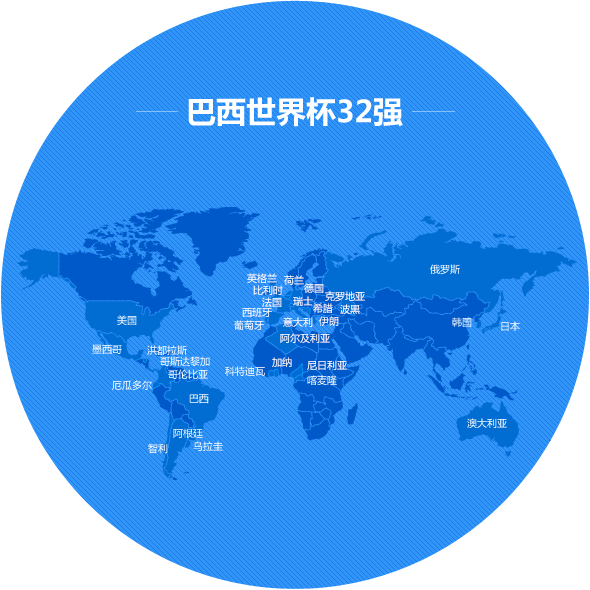 巴西世界杯32强
俄罗斯
英格兰
荷兰
比利时
德国
法国
瑞士
克罗地亚
西班牙
希腊
波黑
葡萄牙
意大利
伊朗
美国
韩国
日本
阿尔及利亚
墨西哥
洪都拉斯
哥斯达黎加
加纳
尼日利亚
科特迪瓦
哥伦比亚
喀麦隆
厄瓜多尔
巴西
澳大利亚
阿根廷
智利
乌拉圭